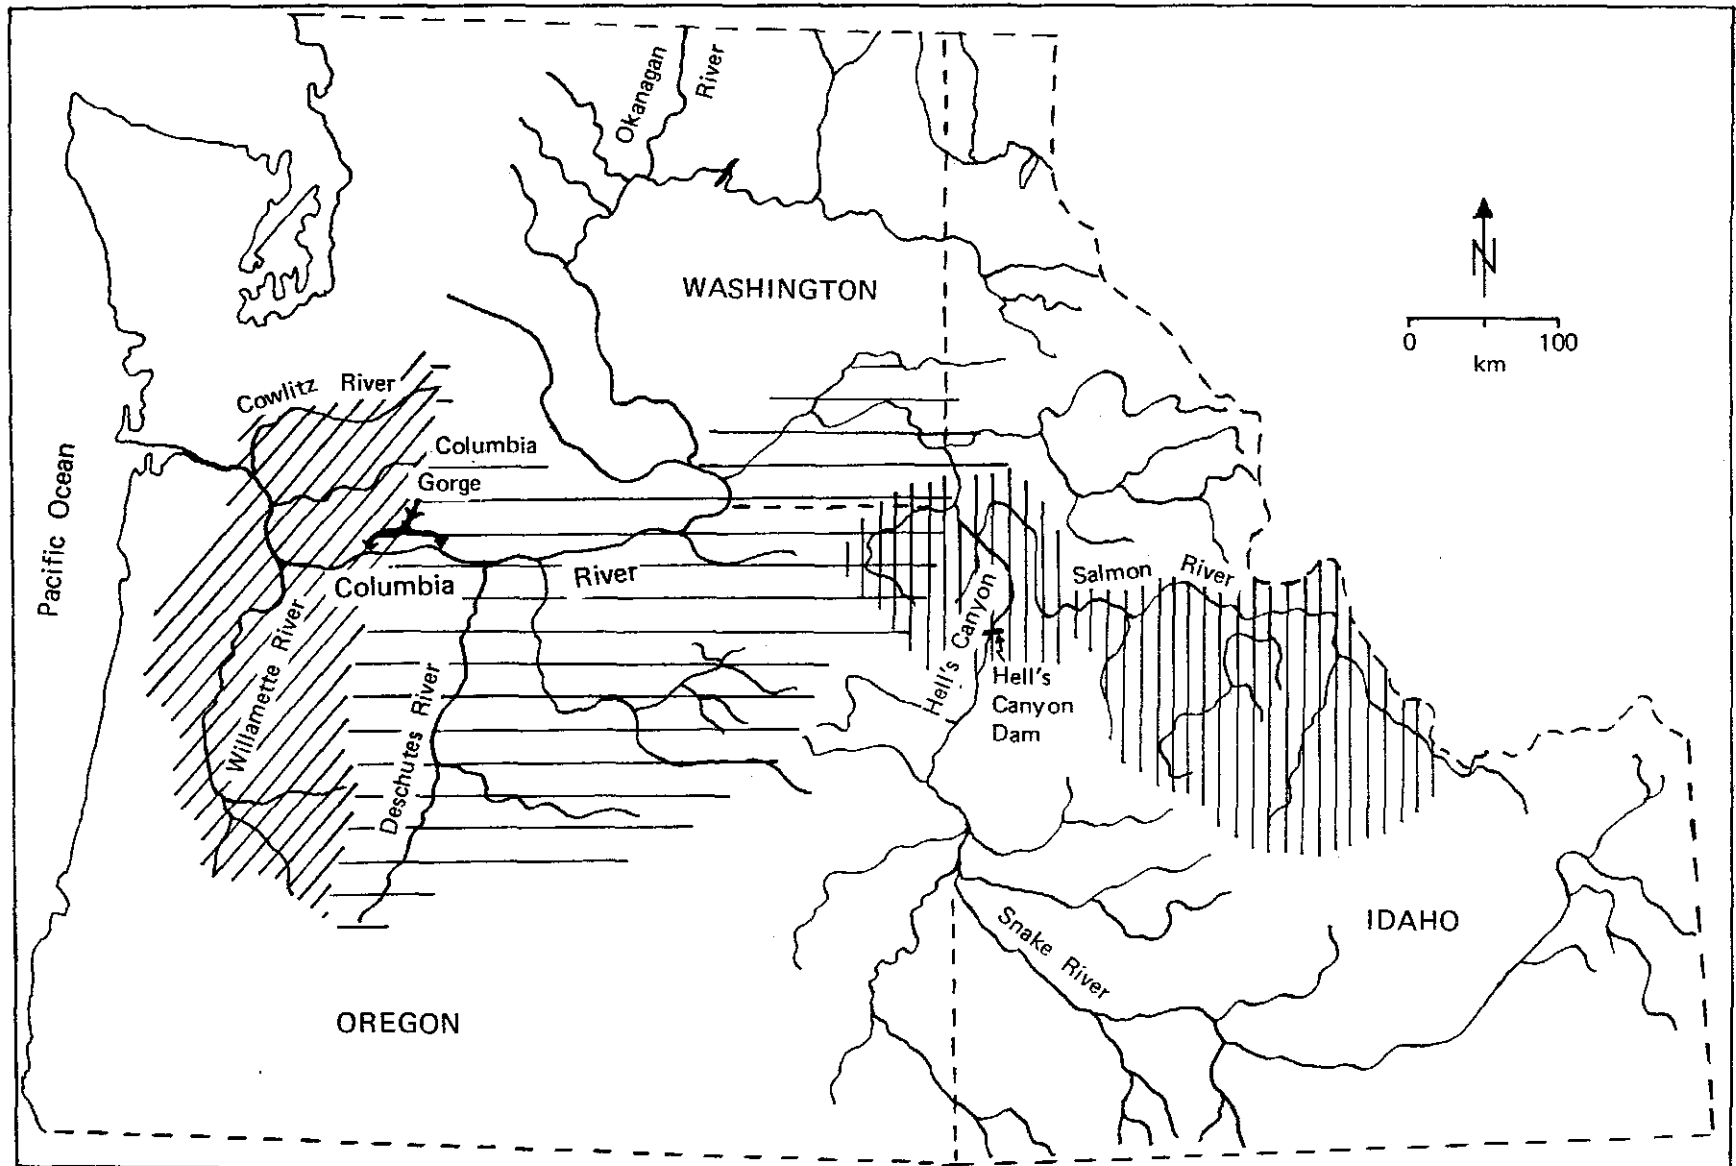 Okanagan
River
WASHINGTON
N
0 100
km
Cowlitz River
Columbia
Gorge
Pacific Ocean
Columbia River
Salmon River
Willamette River
Deschutes River
Hell's Canyon
Hell's
Canyon
Dam
Snake River
IDAHO
OREGON